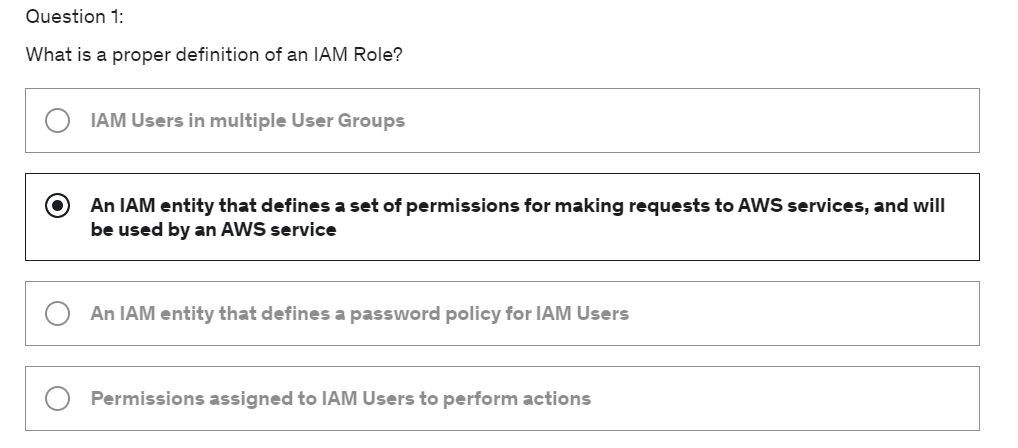 Question 1:
What is a proper definition of an IAM Role?
IAM Users in multiple User Groups
An IAM entity that defines a set of permissions for making requests to AWS services, and will
be used by an AWS service
An IAM entity that defines a password policy for IAM Users
Permissions assigned to IAM Users to perform actions